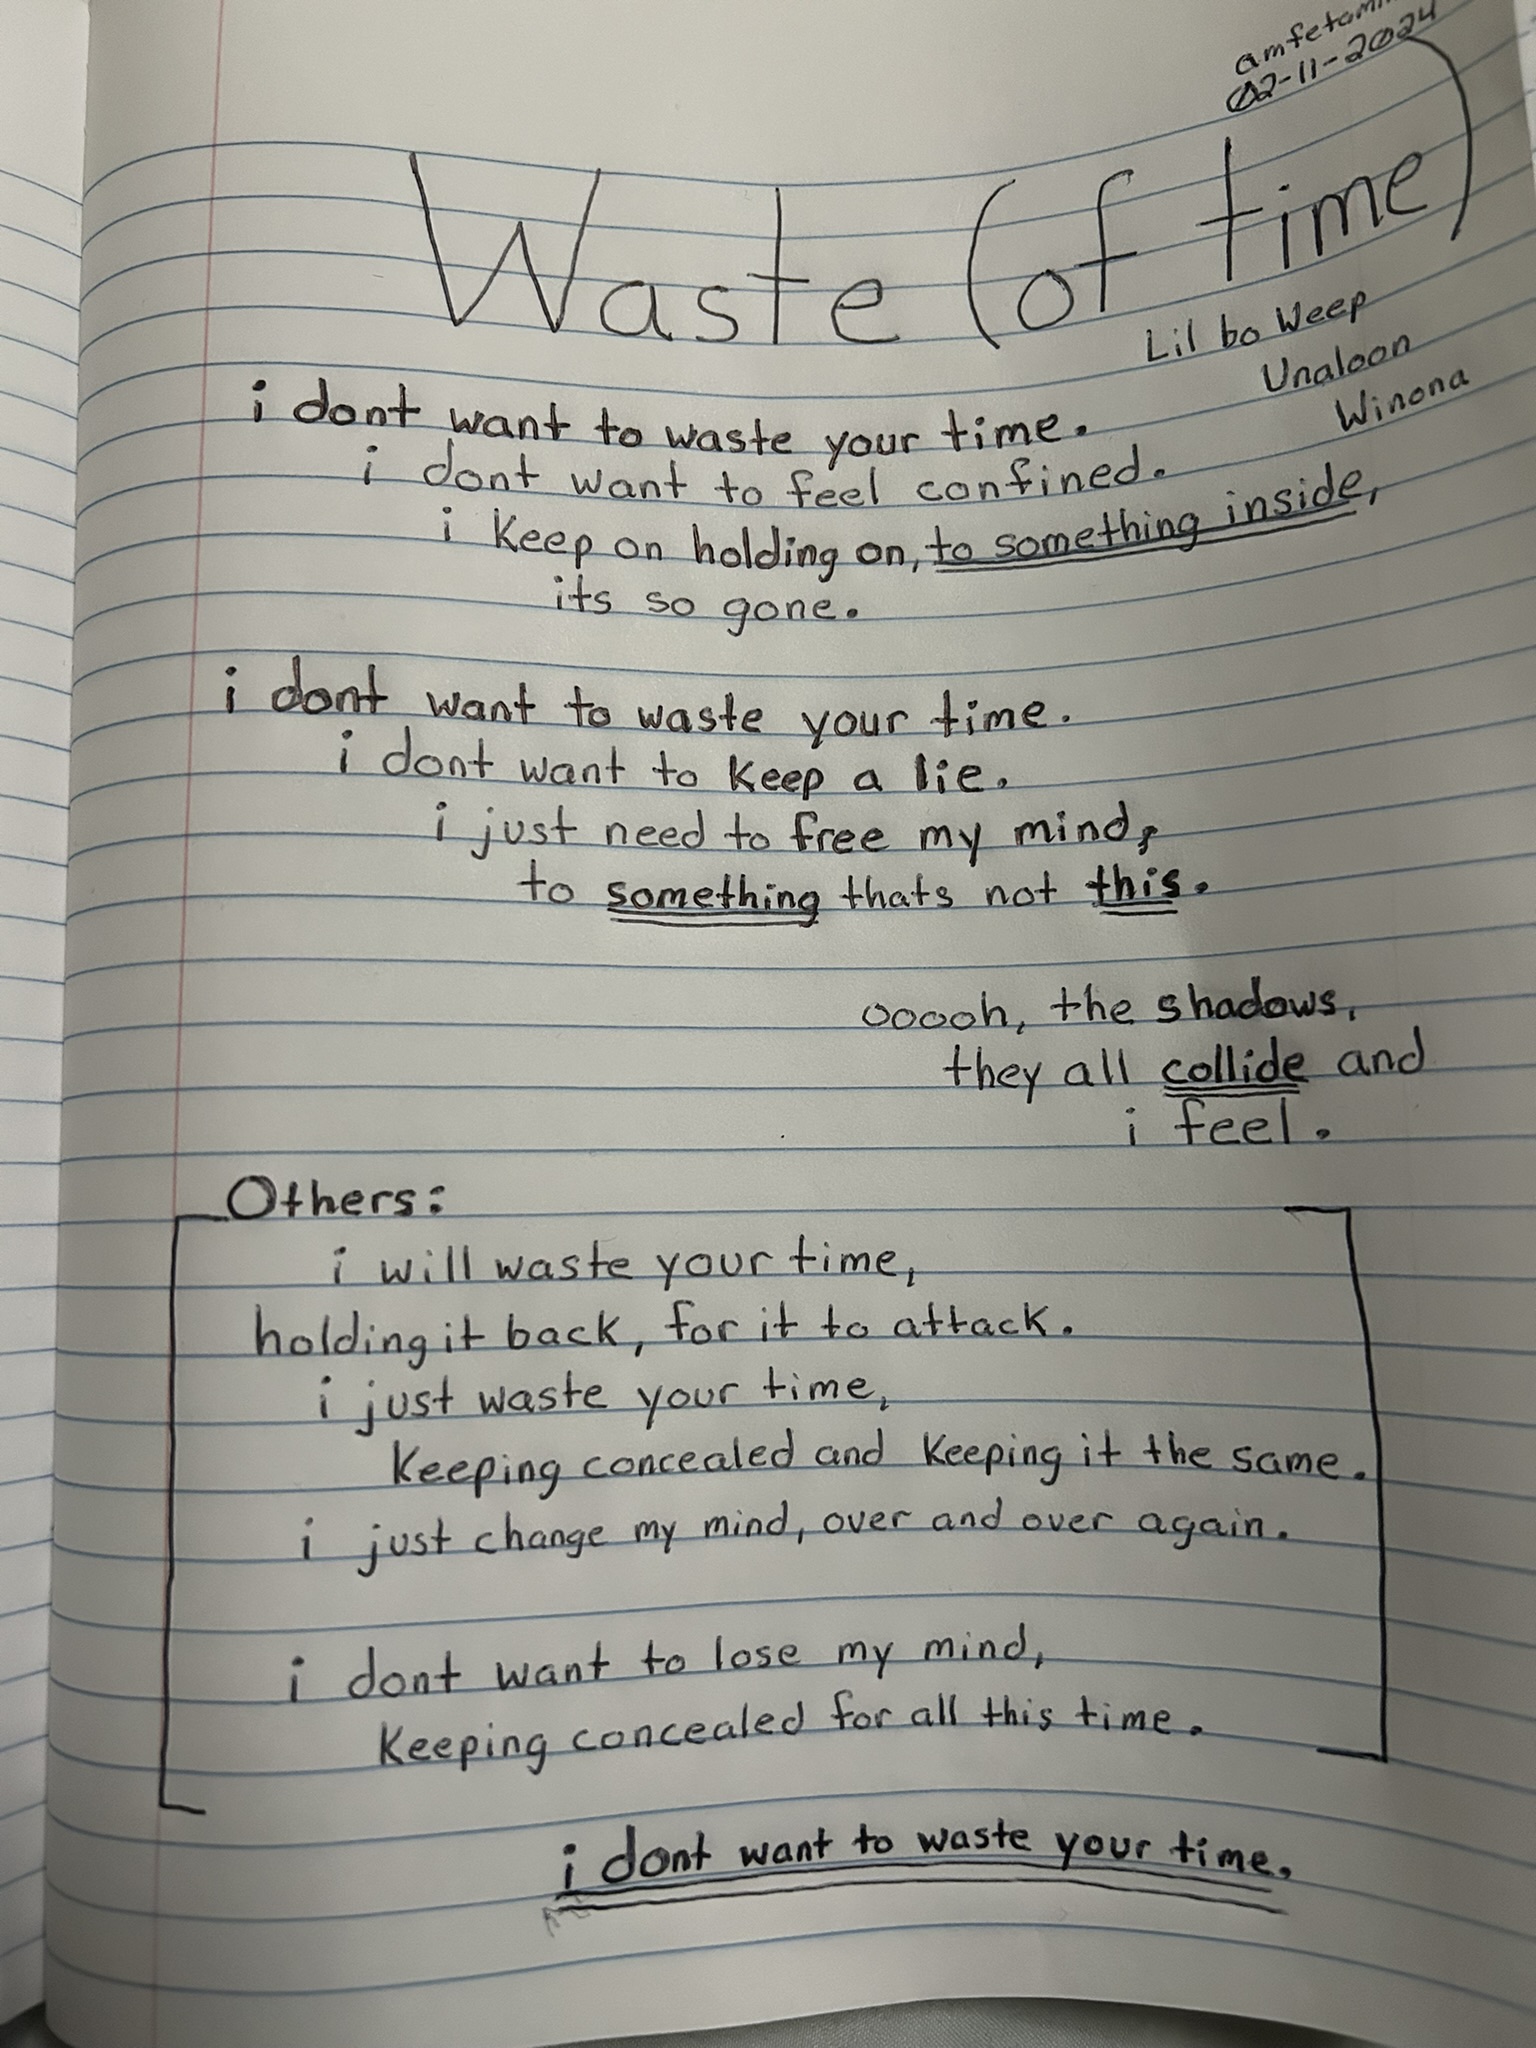 02-11-2024
Waste (of time)
Lil bo Weep
Unaloon
Winona
i dont want to waste your time.
i dont want to feel confined.
i keep on holding on, to something inside,
its so gone.
i dont want to waste your time.
i dont want to keep a lie.
i just need to free my mind,
to something thats not this.
ooooh, the shadows,
they all collide and
i feel.
Others:
i will waste your time,
holding it back, for it to attack.
i just waste your time,
Keeping concealed and keeping it the same.
i just change my mind, over and over again.
i dont want to lose my mind,
Keeping concealed for all this time.
i dont want to waste your time.